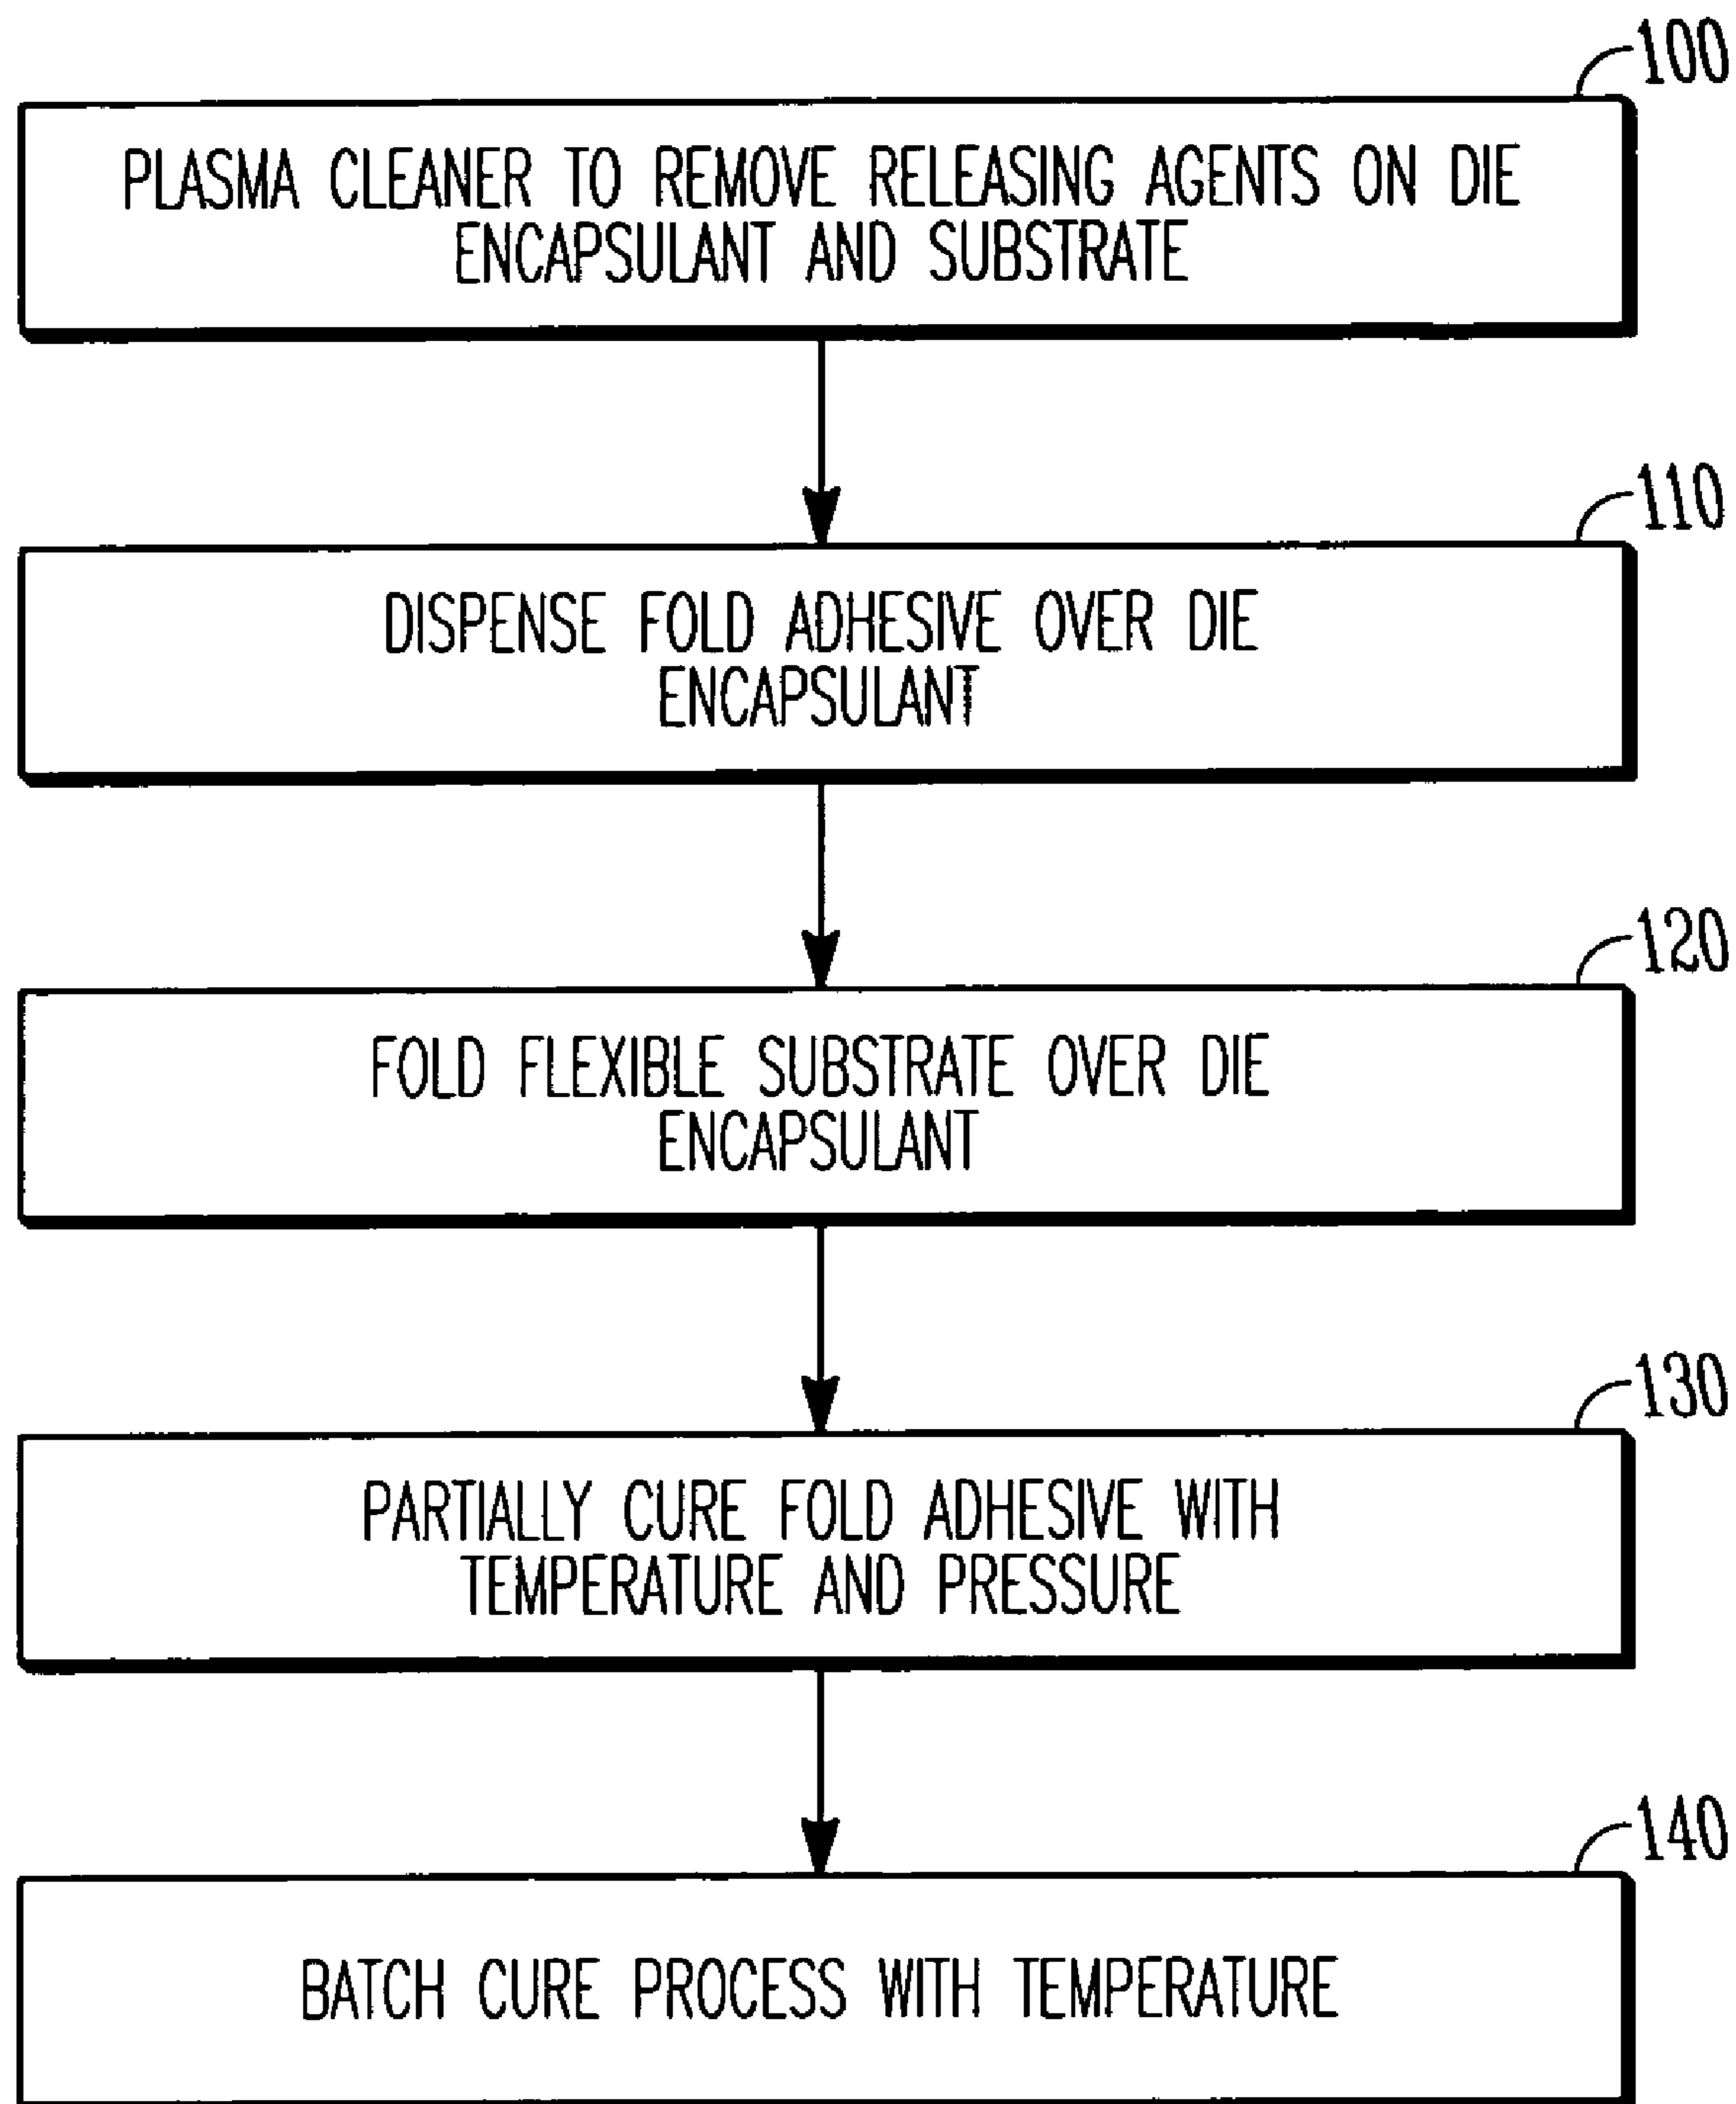 100
PLASMA CLEANER TO REMOVE RELEASING AGENTS ON DIE
ENCAPSULANT AND SUBSTRATE
110
DISPENSE FOLD ADHESIVE OVER DIE
ENCAPSULANT
120
FOLD FLEXIBLE SUBSTRATE OVER DIE
ENCAPSULANT
130
PARTIALLY CURE FOLD ADHESIVE WITH
TEMPERATURE AND PRESSURE
140
BATCH CURE PROCESS WITH TEMPERATURE